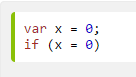 var x = 0;
if (x = 0)